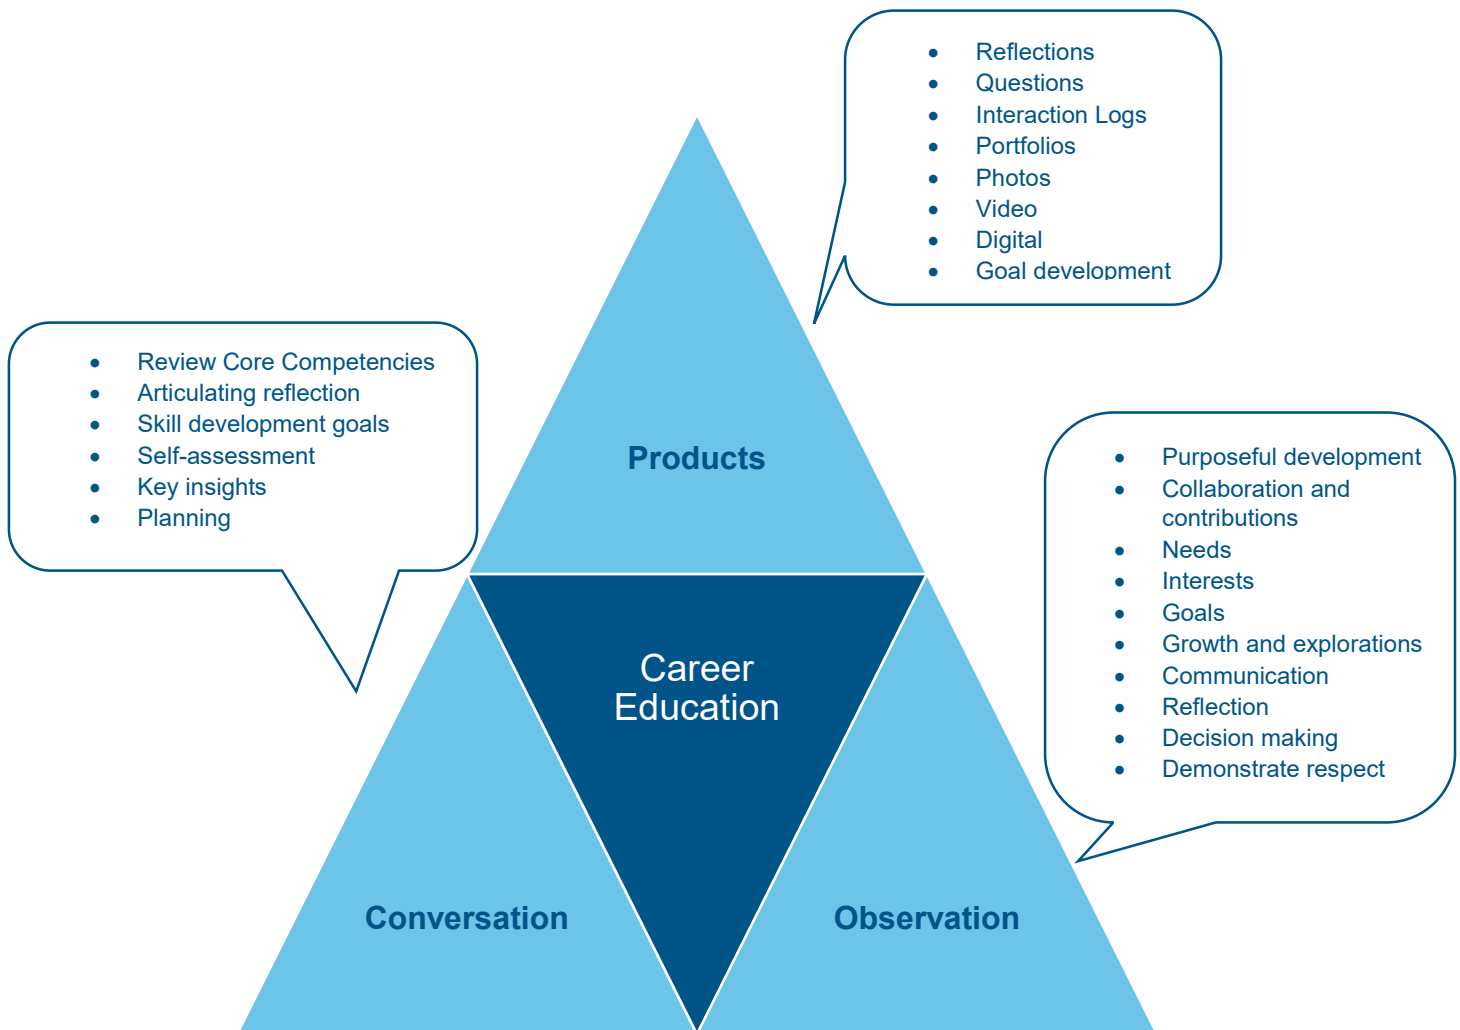 • Reflections
• Questions
• Interaction Logs
• Portfolios
• Photos
• Video
• Digital
• Goal development
• Review Core Competencies
• Articulating reflection
• Skill development goals
• Self-assessment
• Key insights
• Planning
Products
• Purposeful development
• Collaboration and
contributions
• Needs
• Interests
• Goals
• Growth and explorations
• Communication
• Reflection
• Decision making
• Demonstrate respect
Career
Education
Conversation
Observation